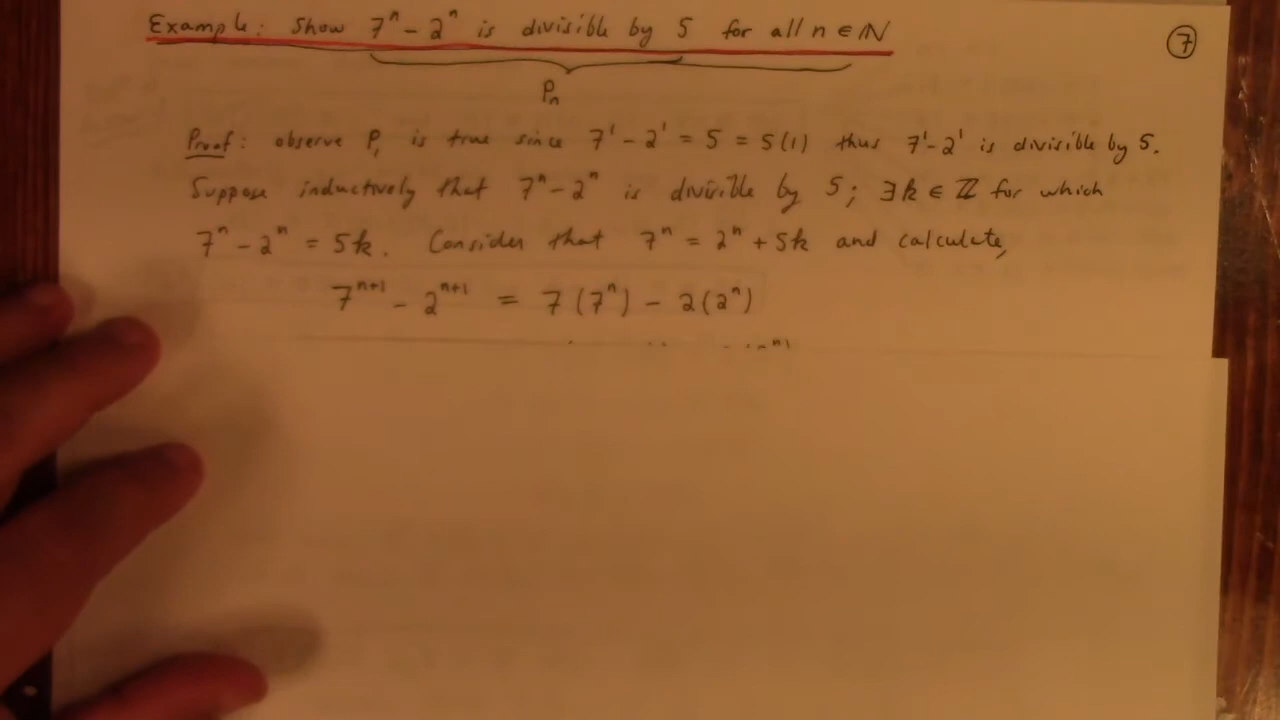 Example: Show 7ⁿ - 2ⁿ is divisible by 5 for all n ∈ ℕ
⑦
Pₙ
Proof: observe P₁ is true since 7¹ - 2¹ = 5 = 5(1) thus 7¹-2¹ is divisible by 5.
Suppose inductively that 7ⁿ - 2ⁿ is divisible by 5; ∃k ∈ ℤ for which
7ⁿ - 2ⁿ = 5k. Consider that 7ⁿ = 2ⁿ + 5k and calculate,
7ⁿ⁺¹ - 2ⁿ⁺¹ = 7(7ⁿ) - 2(2ⁿ)